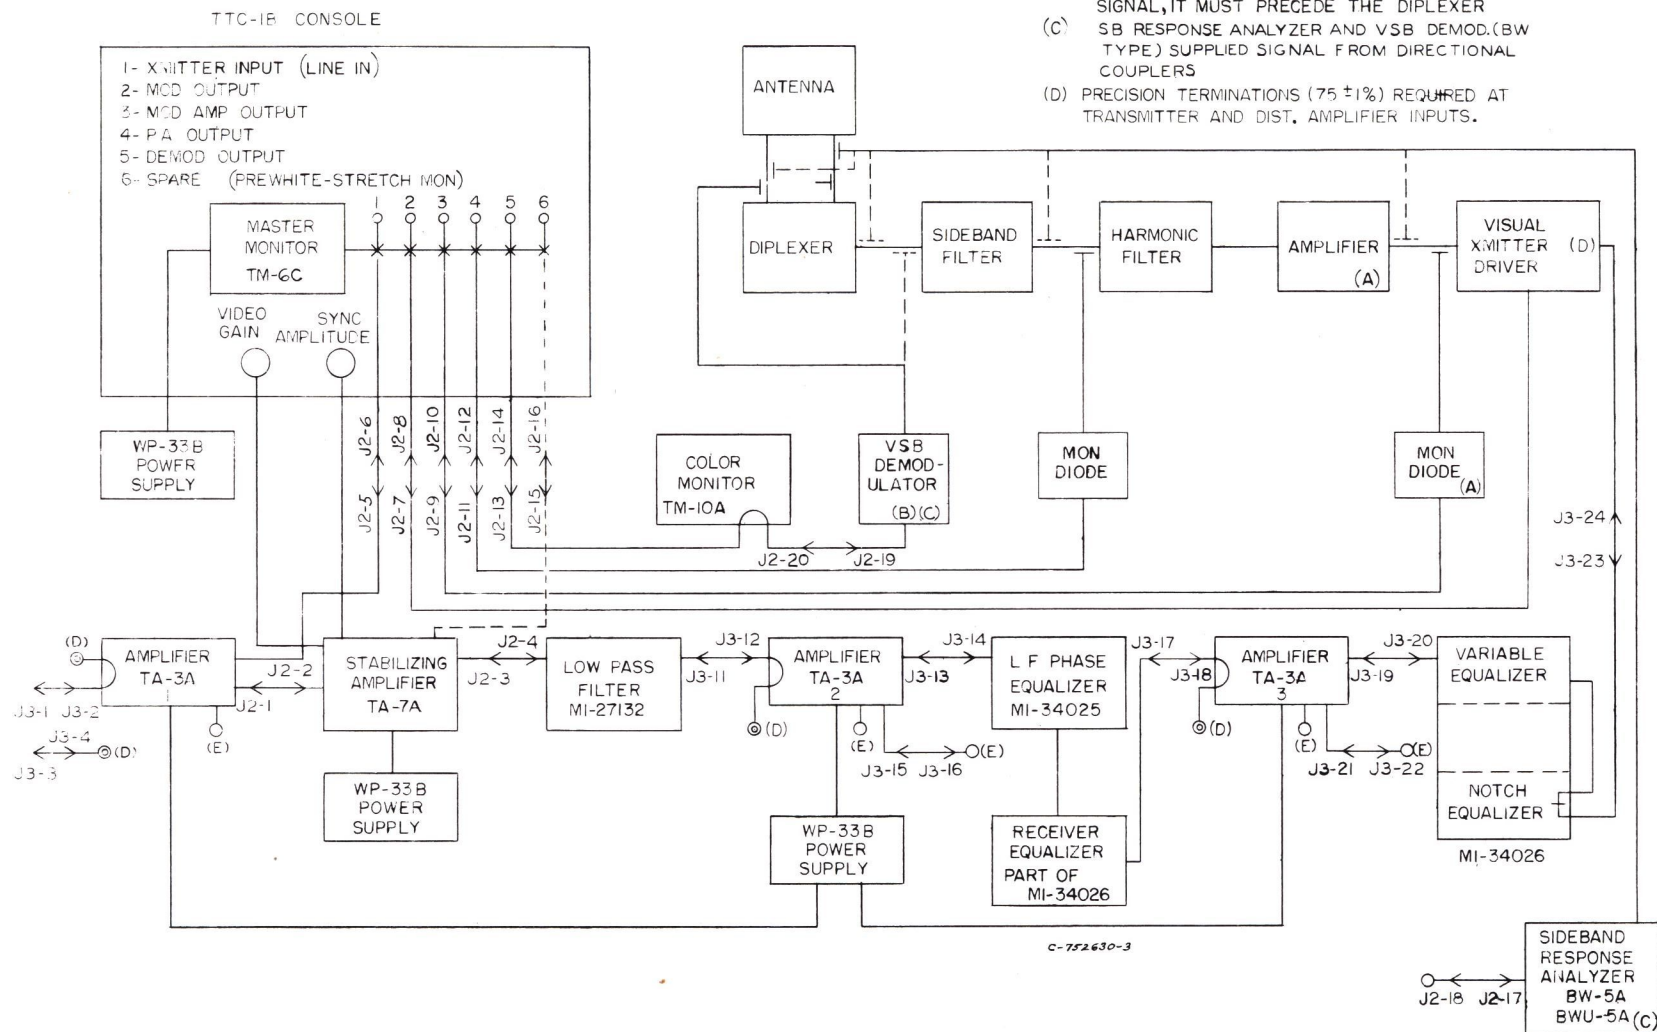 TTC-1B CONSOLE
1- XMITTER INPUT (LINE IN)
2- MOD OUTPUT
3- MOD AMP OUTPUT
4- PA OUTPUT
5- DEMOD OUTPUT
6- SPARE (PREWHITE-STRETCH MON)
SIGNAL, IT MUST PRECEDE THE DIPLEXER
(C) SB RESPONSE ANALYZER AND VSB DEMOD. (BW
TYPE) SUPPLIED SIGNAL FROM DIRECTIONAL
COUPLERS
(D) PRECISION TERMINATIONS (75 ±1%) REQUIRED AT
TRANSMITTER AND DIST. AMPLIFIER INPUTS.
1 2 3 4 5 6
MASTER
MONITOR
TM-6C
VIDEO
GAIN
SYNC
AMPLITUDE
WP-33B
POWER
SUPPLY
J2-6
J2-8
J2-10
J2-12
J2-14
J2-16
J2-5
J2-7
J2-9
J2-11
J2-13
J2-15
ANTENNA
DIPLEXER
SIDEBAND
FILTER
HARMONIC
FILTER
AMPLIFIER
(A)
VISUAL
XMITTER (D)
DRIVER
COLOR
MONITOR
TM-10A
VSB
DEMOD-
ULATOR
(B)(C)
MON
DIODE
MON
DIODE
(A)
J2-20 J2-19
J3-24
J3-23
(D)
AMPLIFIER
TA-3A
1
J3-1 J3-2
J3-4
(D)
J3-3
J2-2
J2-1
(E)
STABILIZING
AMPLIFIER
TA-7A
J2-4
J2-3
WP-33B
POWER
SUPPLY
LOW PASS
FILTER
MI-27132
J3-12
J3-11
AMPLIFIER
TA-3A
2
(D)
(E)
J3-14
J3-13
J3-15 J3-16
(E)
WP-33B
POWER
SUPPLY
L F PHASE
EQUALIZER
MI-34025
RECEIVER
EQUALIZER
PART OF
MI-34026
J3-17
J3-18
AMPLIFIER
TA-3A
3
(D)
(E)
J3-20
J3-19
J3-21 J3-22
(E)
VARIABLE
EQUALIZER
NOTCH
EQUALIZER
MI-34026
C-752630-3
J2-18 J2-17
SIDEBAND
RESPONSE
ANALYZER
BW-5A
BWU-5A (C)